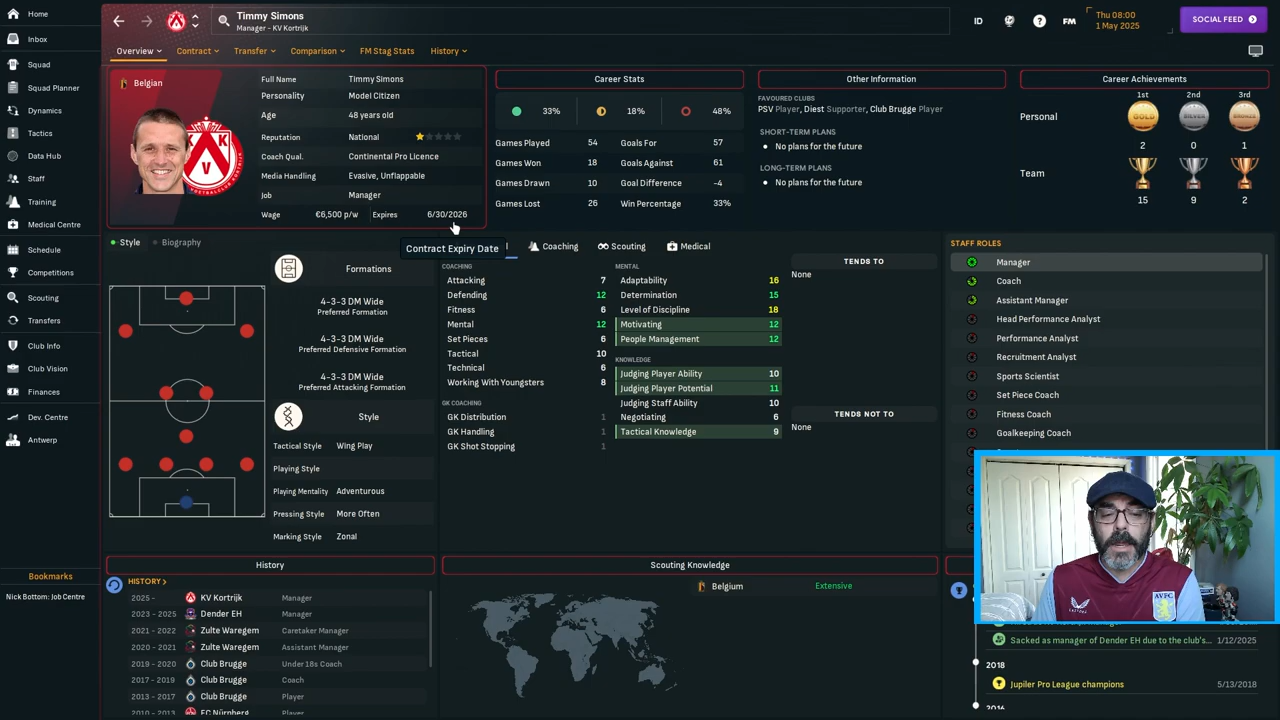 Home
Inbox
Squad
Squad Planner
Dynamics
Tactics
Data Hub
Staff
Training
Medical Centre
Schedule
Competitions
Scouting
Transfers
Club Info
Club Vision
Finances
Dev. Centre
Antwerp
Bookmarks
Nick Bottom: Job Centre
Timmy Simons
Manager - KV Kortrijk
ID
FM
Thu 08:00
1 May 2025
SOCIAL FEED
Overview
Contract
Transfer
Comparison
FM Stag Stats
History
Belgian
Full Name Timmy Simons
Personality Model Citizen
Age 48 years old
Reputation National
Coach Qual. Continental Pro Licence
Media Handling Evasive, Unflappable
Job Manager
Wage €6,500 p/w Expires 6/30/2026
Contract Expiry Date
Career Stats
33% 18% 48%
Games Played 54 Goals For 57
Games Won 18 Goals Against 61
Games Drawn 10 Goal Difference -4
Games Lost 26 Win Percentage 33%
Other Information
FAVOURED CLUBS
PSV Player, Diest Supporter, Club Brugge Player
SHORT-TERM PLANS
No plans for the future
LONG-TERM PLANS
No plans for the future
Career Achievements
1st 2nd 3rd
Personal
GOLD SILVER BRONZE
2 0 1
Team
15 9 2
Style Biography
Formations
4-3-3 DM Wide
Preferred Formation
4-3-3 DM Wide
Preferred Defensive Formation
4-3-3 DM Wide
Preferred Attacking Formation
Style
Tactical Style Wing Play
Playing Style
Playing Mentality Adventurous
Pressing Style More Often
Marking Style Zonal
Coaching Scouting Medical
COACHING
Attacking 7
Defending 12
Fitness 6
Mental 12
Set Pieces 6
Tactical 10
Technical 6
Working With Youngsters 8
GK COACHING
GK Distribution 1
GK Handling 1
GK Shot Stopping 1
MENTAL
Adaptability 16
Determination 15
Level of Discipline 18
Motivating 12
People Management 12
KNOWLEDGE
Judging Player Ability 10
Judging Player Potential 11
Judging Staff Ability 10
Negotiating 6
Tactical Knowledge 9
TENDS TO
None
TENDS NOT TO
None
STAFF ROLES
Manager
Coach
Assistant Manager
Head Performance Analyst
Performance Analyst
Recruitment Analyst
Sports Scientist
Set Piece Coach
Fitness Coach
Goalkeeping Coach
AVFC
History
HISTORY >
2025 - KV Kortrijk Manager
2023 - 2025 Dender EH Manager
2021 - 2022 Zulte Waregem Caretaker Manager
2020 - 2021 Zulte Waregem Assistant Manager
2019 - 2020 Club Brugge Under 18s Coach
2017 - 2019 Club Brugge Coach
2013 - 2017 Club Brugge Player
2010 - 2013 FC Nürnberg Player
Scouting Knowledge
Belgium Extensive
Sacked as manager of Dender EH due to the club's... 1/12/2025
2018
Jupiler Pro League champions 5/13/2018
2016